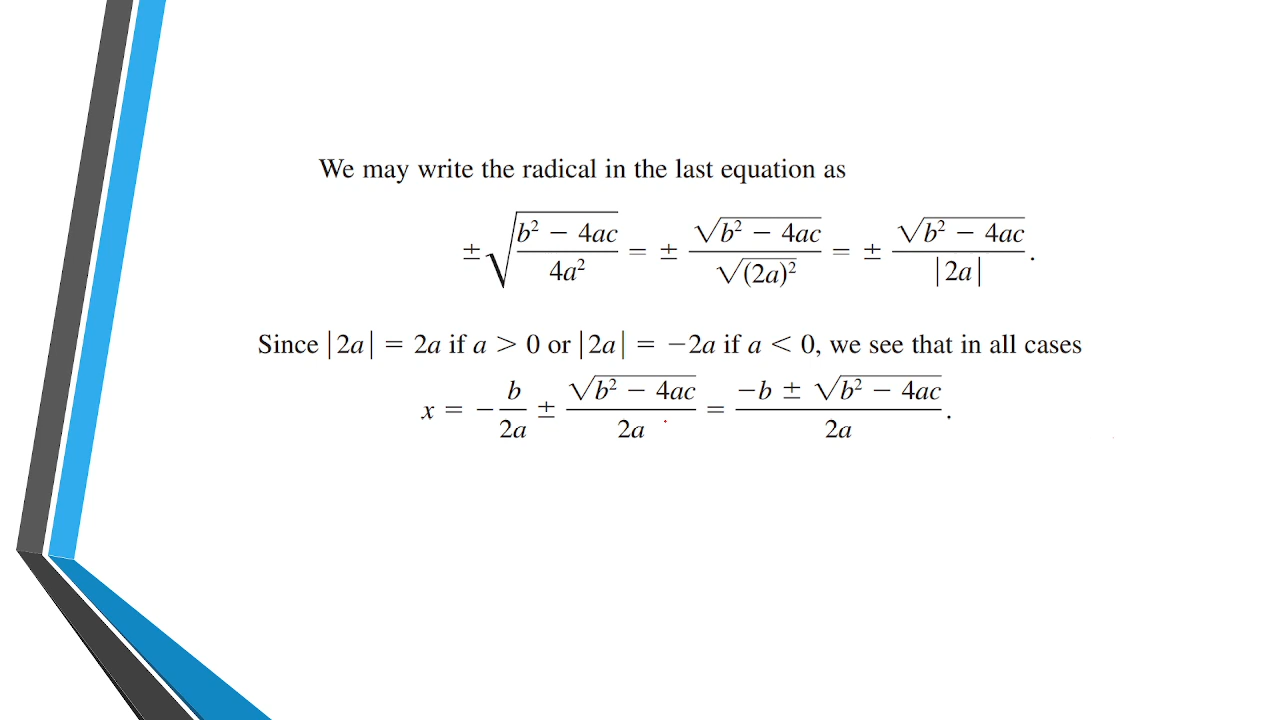 We may write the radical in the last equation as
± √((b² − 4ac)/(4a²)) = ± √(b² − 4ac)/√((2a)²) = ± √(b² − 4ac)/|2a|.
Since |2a| = 2a if a > 0 or |2a| = −2a if a < 0, we see that in all cases
x = −b/(2a) ± √(b² − 4ac)/(2a) = (−b ± √(b² − 4ac))/(2a).